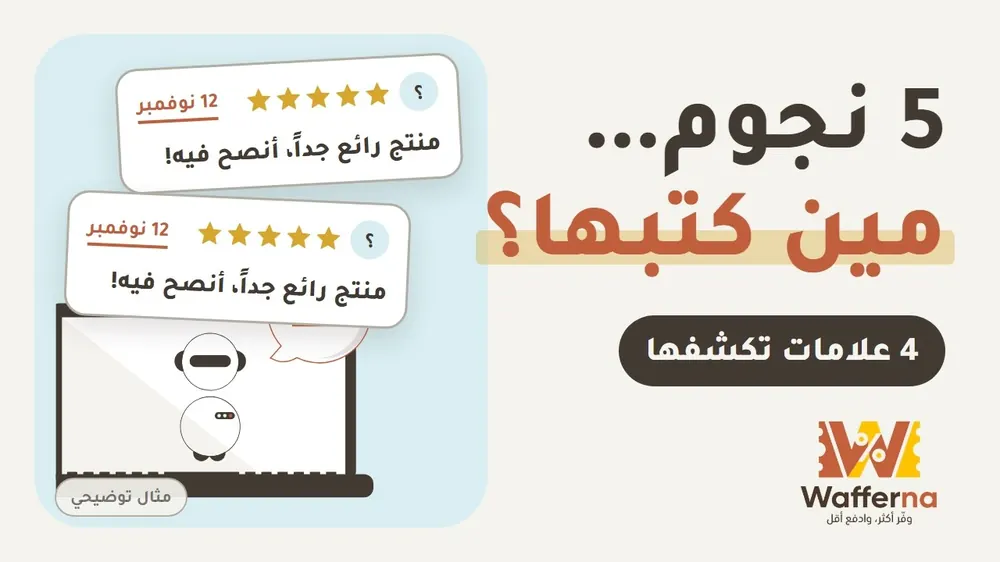 5 نجوم...
مين كتبها؟
4 علامات تكشفها
؟
12 نوفمبر
منتج رائع جداً، أنصح فيه!
؟
12 نوفمبر
منتج رائع جداً، أنصح فيه!
مثال توضيحي
Wafferna
وفّر أكثر، وادفع أقل